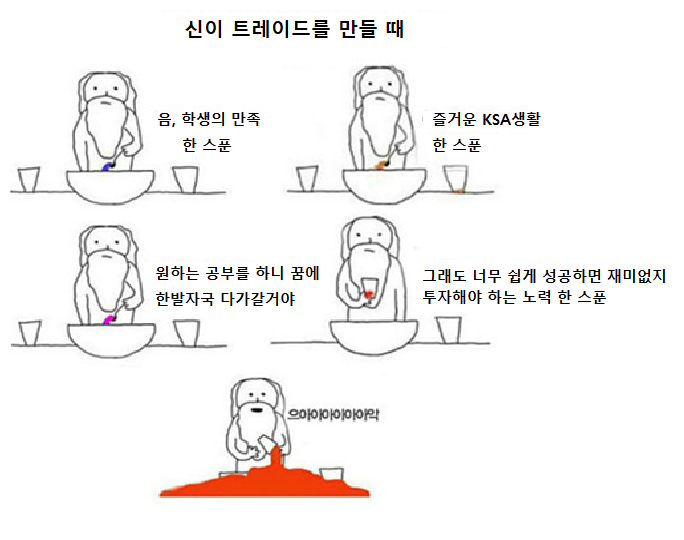 신이 트레이드를 만들 때
음, 학생의 만족
한 스푼
즐거운 KSA생활
한 스푼
원하는 공부를 하니 꿈에
한발자국 다가갈거야
그래도 너무 쉽게 성공하면 재미없지
투자해야 하는 노력 한 스푼
으아아아아아아악